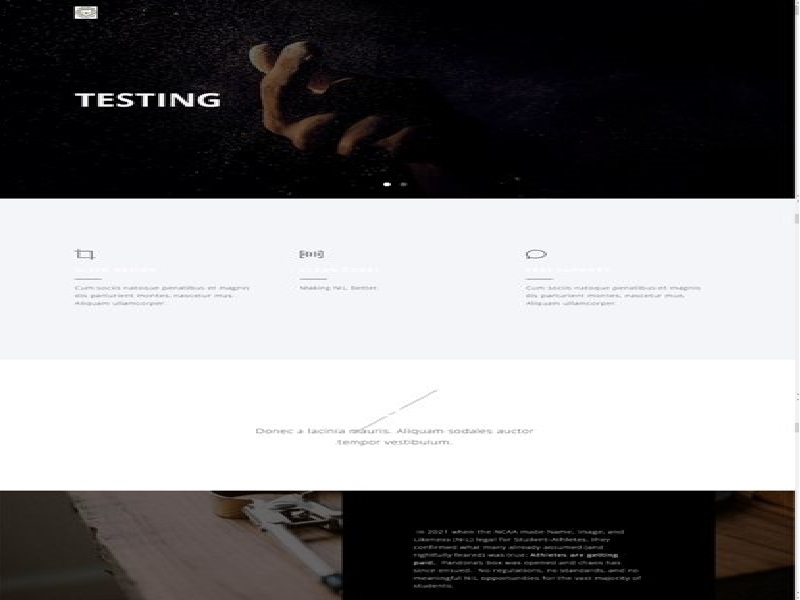 TESTING
Cum sociis natoque penatibus et magnis
dis parturient montes, nascetur mus.
Aliquam ullamcorper.
Making NIL better.
Cum sociis natoque penatibus et magnis
dis parturient montes, nascetur mus.
Aliquam ullamcorper.
Donec a lacinia mauris. Aliquam sodales auctor
tempor vestibulum.
In 2021 when the NCAA made Name, Image, and
Likeness (NIL) legal for Student-Athletes, they
confirmed what many already assumed (and
rightfully feared) was true: Athletes are getting
paid. Pandora's box was opened and chaos has
since ensued. No regulations, no standards, and no
meaningful NIL opportunities for the vast majority of
students.